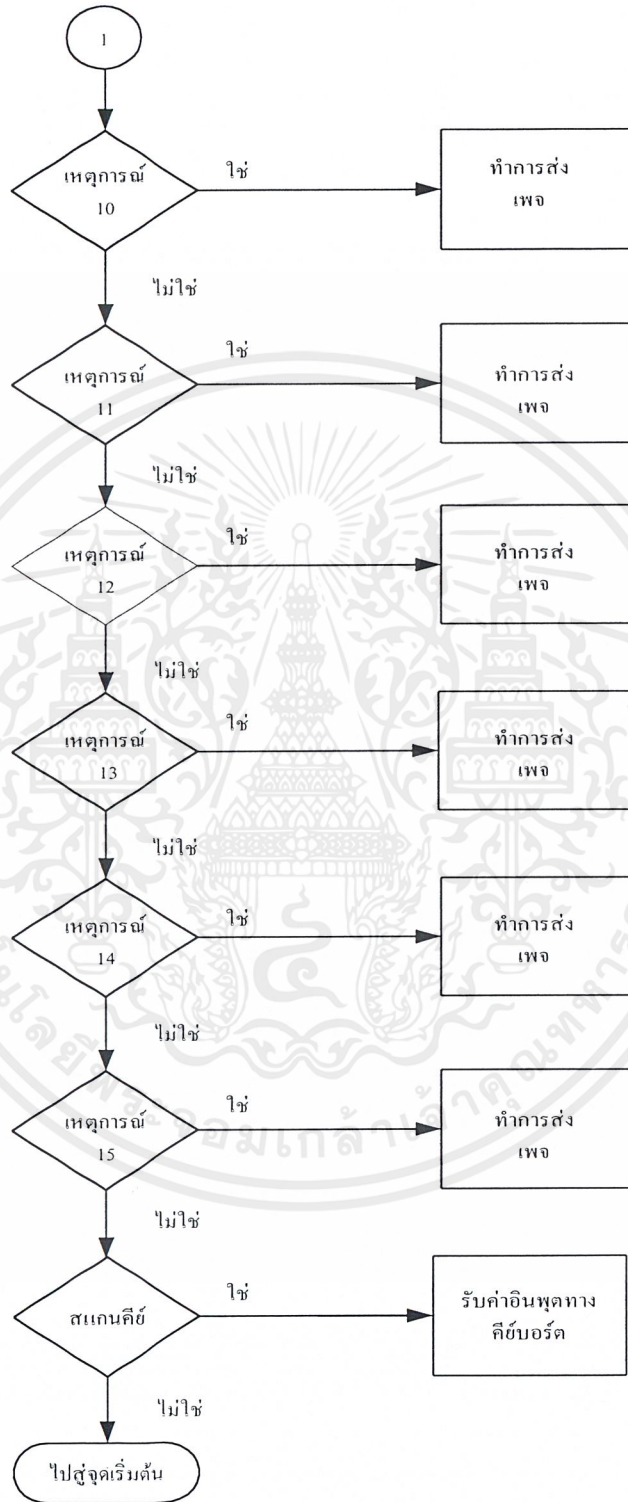 1
เหตุการณ์
10
ใช่
ทำการส่ง
เพจ
ไม่ใช่
เหตุการณ์
11
ใช่
ทำการส่ง
เพจ
ไม่ใช่
เหตุการณ์
12
ใช่
ทำการส่ง
เพจ
ไม่ใช่
เหตุการณ์
13
ใช่
ทำการส่ง
เพจ
ไม่ใช่
เหตุการณ์
14
ใช่
ทำการส่ง
เพจ
ไม่ใช่
เหตุการณ์
15
ใช่
ทำการส่ง
เพจ
ไม่ใช่
สแกนคีย์
ใช่
รับค่าอินพุตทาง
คีย์บอร์ด
ไม่ใช่
ไปสู่จุดเริ่มต้น